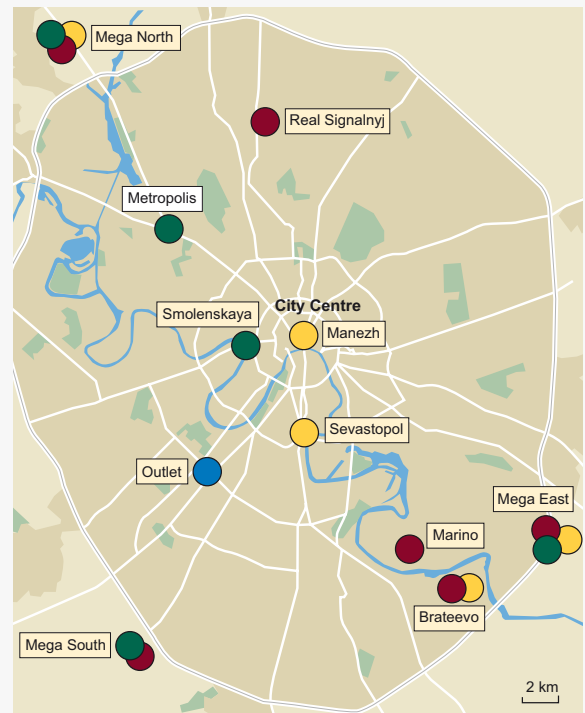 Mega North
Real Signalnyj
Metropolis
City Centre
Smolenskaya
Manezh
Sevastopol
Outlet
Mega East
Marino
Brateevo
Mega South
2 km